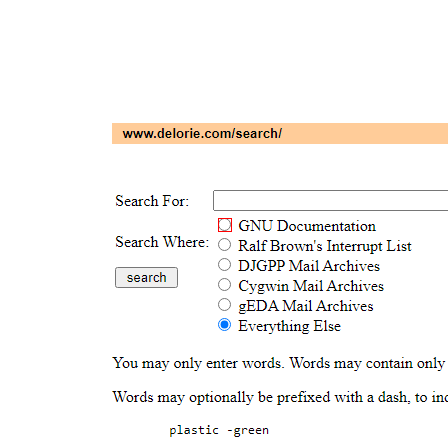 www.delorie.com/search/
Search For:
Search Where:
search
GNU Documentation
Ralf Brown's Interrupt List
DJGPP Mail Archives
Cygwin Mail Archives
gEDA Mail Archives
Everything Else
You may only enter words. Words may contain only
Words may optionally be prefixed with a dash, to
plastic -green